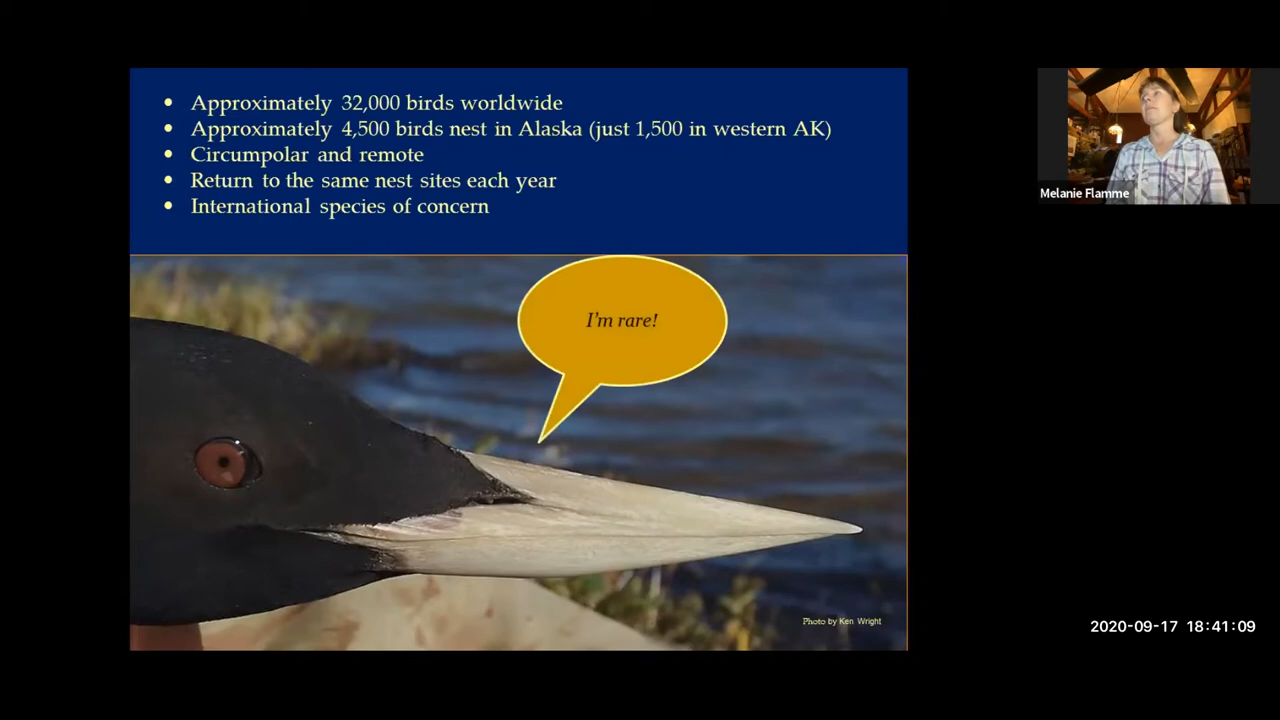 • Approximately 32,000 birds worldwide
• Approximately 4,500 birds nest in Alaska (just 1,500 in western AK)
• Circumpolar and remote
• Return to the same nest sites each year
• International species of concern
Melanie Flamme
I'm rare!
Photo by Ken Wright
2020-09-17 18:41:09